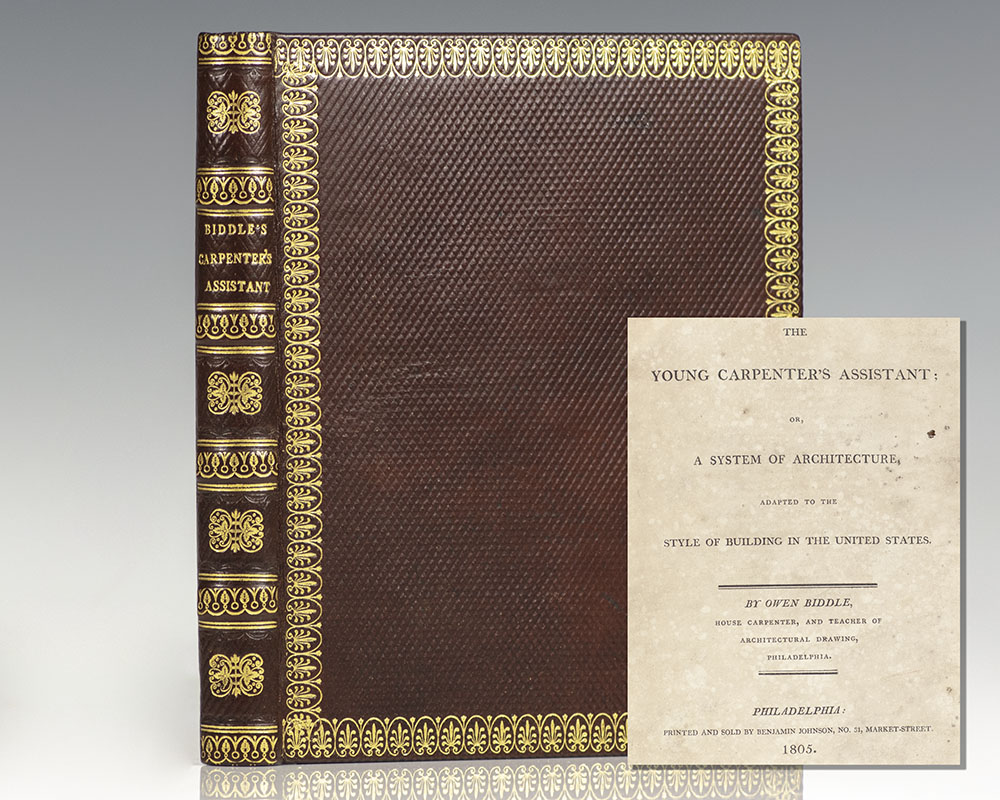 BIDDLE'S
CARPENTER'S
ASSISTANT
THE
YOUNG CARPENTER'S ASSISTANT;
OR,
A SYSTEM OF ARCHITECTURE,
ADAPTED TO THE
STYLE OF BUILDING IN THE UNITED STATES.
BY OWEN BIDDLE,
HOUSE CARPENTER, AND TEACHER OF
ARCHITECTURAL DRAWING,
PHILADELPHIA.
PHILADELPHIA:
PRINTED AND SOLD BY BENJAMIN JOHNSON, NO. 31, MARKET-STREET.
1805.